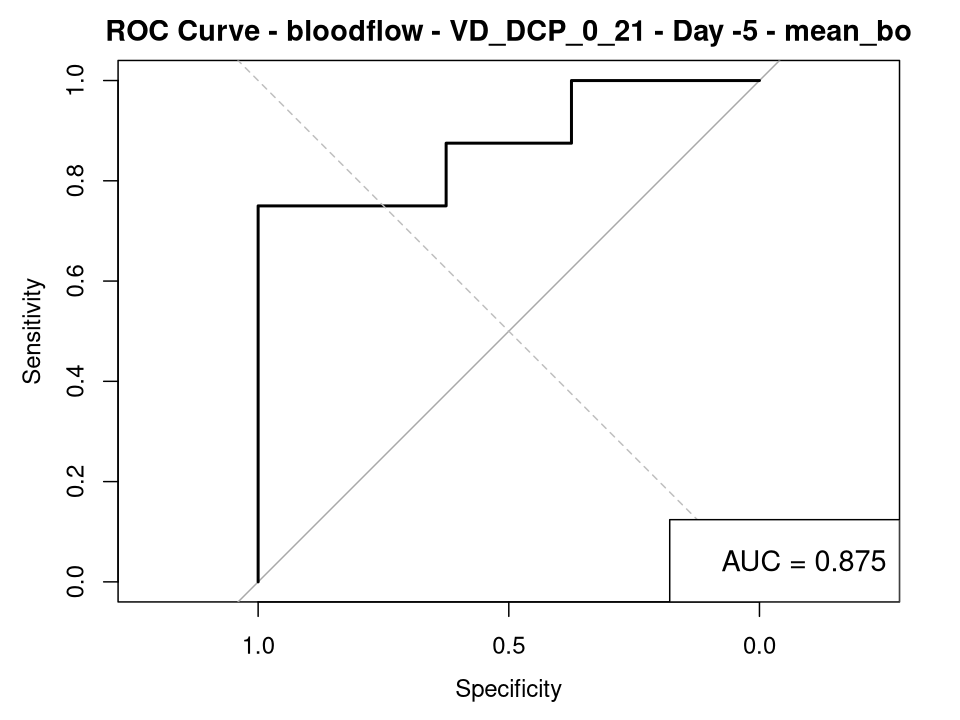 ROC Curve - bloodflow - VD_DCP_0_21 - Day -5 - mean_bo
Sensitivity
1.0
0.8
0.6
0.4
0.2
0.0
AUC = 0.875
1.0 0.5 0.0
Specificity